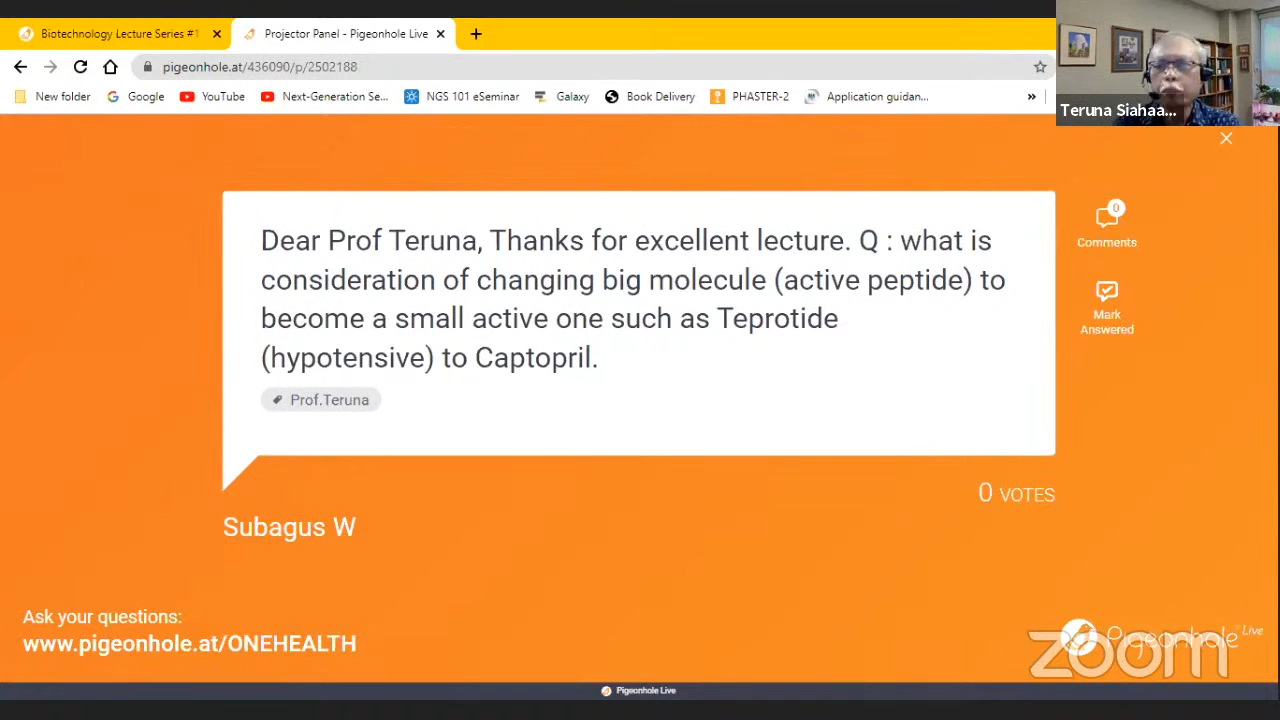 Biotechnology Lecture Series #1
Projector Panel - Pigeonhole Live
pigeonhole.at/436090/p/2502188
New folder
Google
YouTube
Next-Generation Se...
NGS 101 eSeminar
Galaxy
Book Delivery
PHASTER-2
Application guidan...
»
Teruna Siahaa...
Dear Prof Teruna, Thanks for excellent lecture. Q : what is
consideration of changing big molecule (active peptide) to
become a small active one such as Teprotide
(hypotensive) to Captopril.
Prof.Teruna
0
Comments
Mark
Answered
0 VOTES
Subagus W
Ask your questions:
www.pigeonhole.at/ONEHEALTH
Pigeonhole Live
zoom
Pigeonhole Live